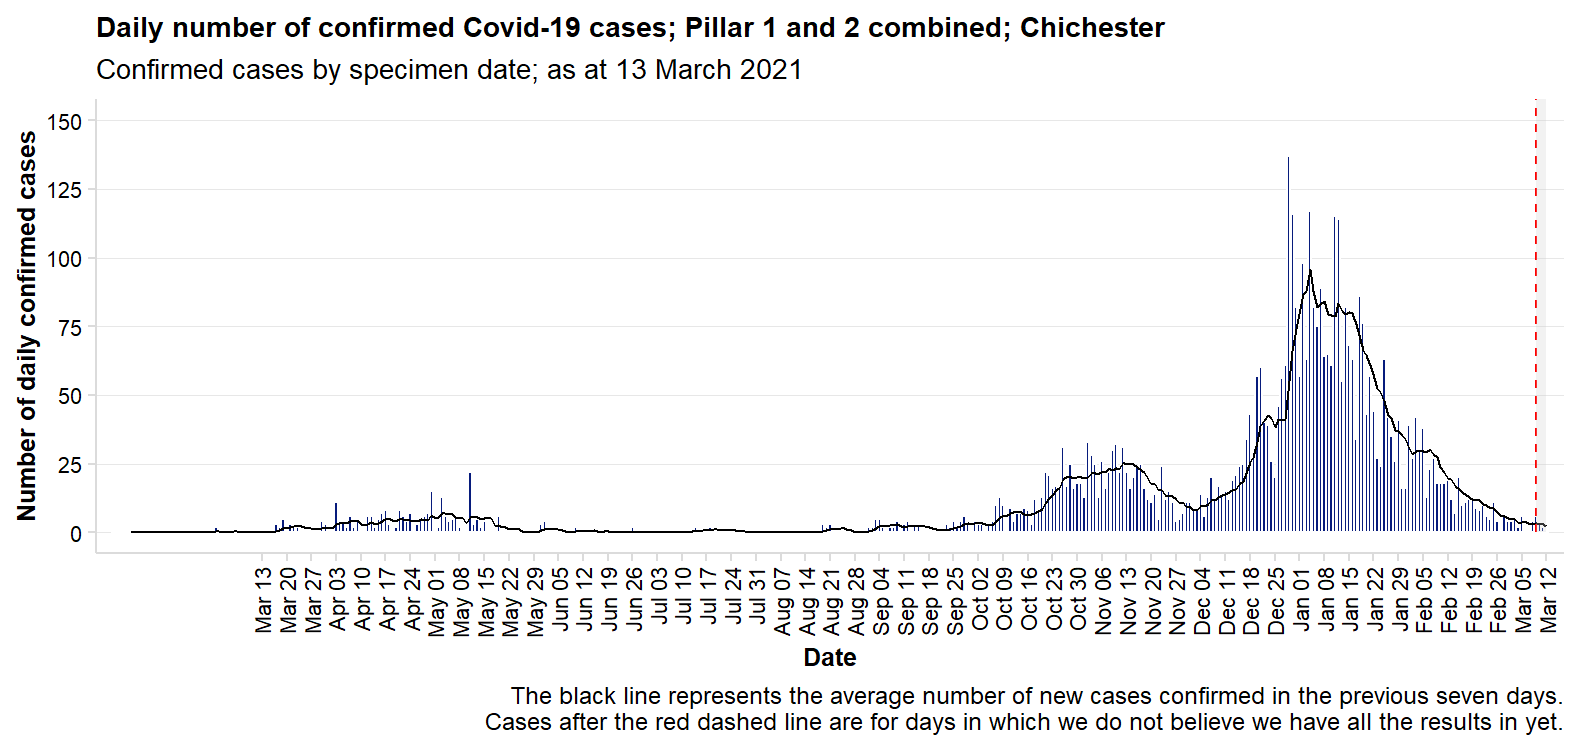 Daily number of confirmed Covid-19 cases; Pillar 1 and 2 combined; Chichester
Confirmed cases by specimen date; as at 13 March 2021
Number of daily confirmed cases
150
125
100
75
50
25
0
Mar 13
Mar 20
Mar 27
Apr 03
Apr 10
Apr 17
Apr 24
May 01
May 08
May 15
May 22
May 29
Jun 05
Jun 12
Jun 19
Jun 26
Jul 03
Jul 10
Jul 17
Jul 24
Jul 31
Aug 07
Aug 14
Aug 21
Aug 28
Sep 04
Sep 11
Sep 18
Sep 25
Oct 02
Oct 09
Oct 16
Oct 23
Oct 30
Nov 06
Nov 13
Nov 20
Nov 27
Dec 04
Dec 11
Dec 18
Dec 25
Jan 01
Jan 08
Jan 15
Jan 22
Jan 29
Feb 05
Feb 12
Feb 19
Feb 26
Mar 05
Mar 12
Date
The black line represents the average number of new cases confirmed in the previous seven days.
Cases after the red dashed line are for days in which we do not believe we have all the results in yet.